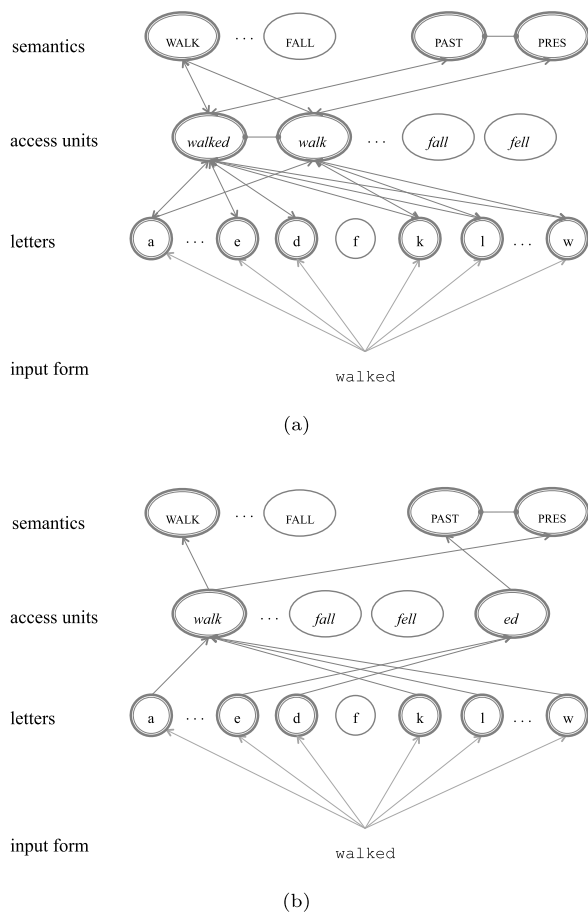 semantics WALK ... FALL PAST PRES
access units walked walk ... fall fell
letters a ... e d f k l ... w
input form walked
(a)
semantics WALK ... FALL PAST PRES
access units walk ... fall fell ed
letters a ... e d f k l ... w
input form walked
(b)